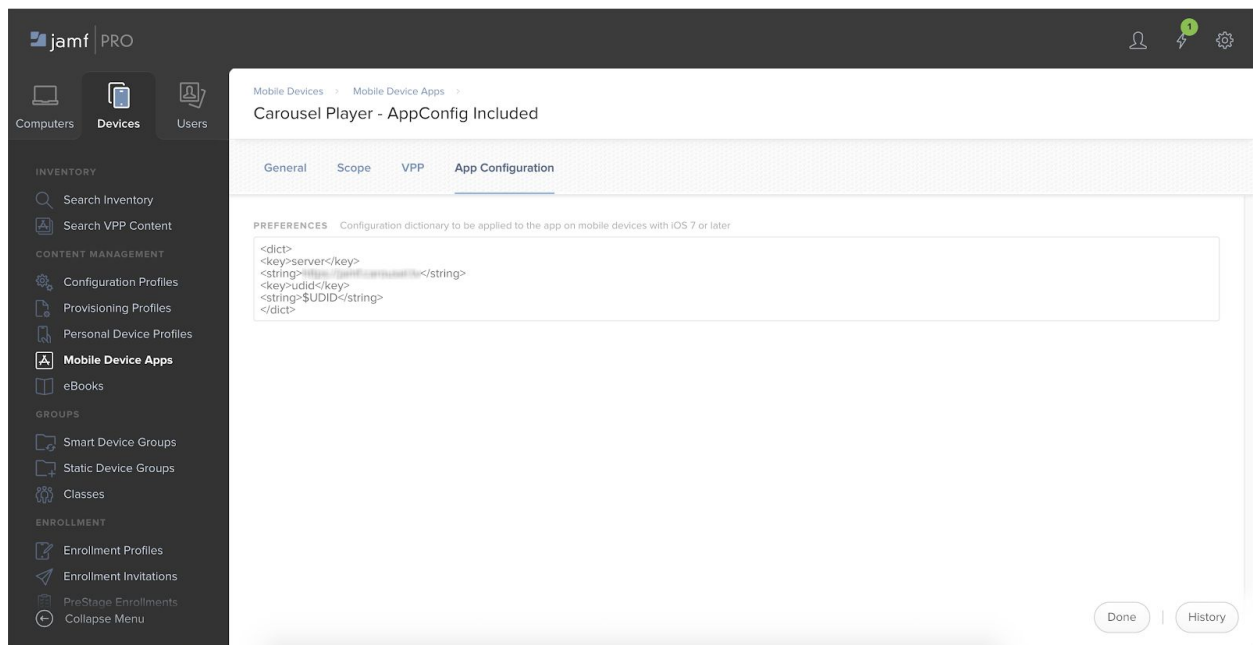 jamf PRO
1
Computers
Devices
Users
Mobile Devices
Mobile Device Apps
Carousel Player - AppConfig Included
General
Scope
VPP
App Configuration
INVENTORY
Search Inventory
Search VPP Content
CONTENT MANAGEMENT
Configuration Profiles
Provisioning Profiles
Personal Device Profiles
Mobile Device Apps
eBooks
GROUPS
Smart Device Groups
Static Device Groups
Classes
ENROLLMENT
Enrollment Profiles
Enrollment Invitations
PreStage Enrollments
Collapse Menu
PREFERENCES Configuration dictionary to be applied to the app on mobile devices with iOS 7 or later
<dict>
<key>server</key>
<string></string>
<key>udid</key>
<string>$UDID</string>
</dict>
Done
History